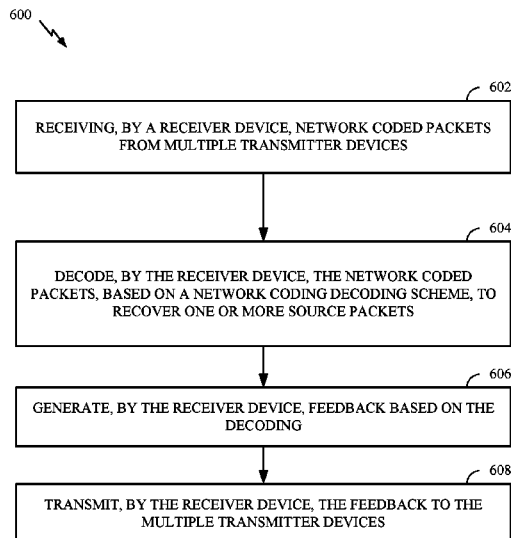 600
602
RECEIVING, BY A RECEIVER DEVICE, NETWORK CODED PACKETS
FROM MULTIPLE TRANSMITTER DEVICES
604
DECODE, BY THE RECEIVER DEVICE, THE NETWORK CODED
PACKETS, BASED ON A NETWORK CODING DECODING SCHEME, TO
RECOVER ONE OR MORE SOURCE PACKETS
606
GENERATE, BY THE RECEIVER DEVICE, FEEDBACK BASED ON THE
DECODING
608
TRANSMIT, BY THE RECEIVER DEVICE, THE FEEDBACK TO THE
MULTIPLE TRANSMITTER DEVICES